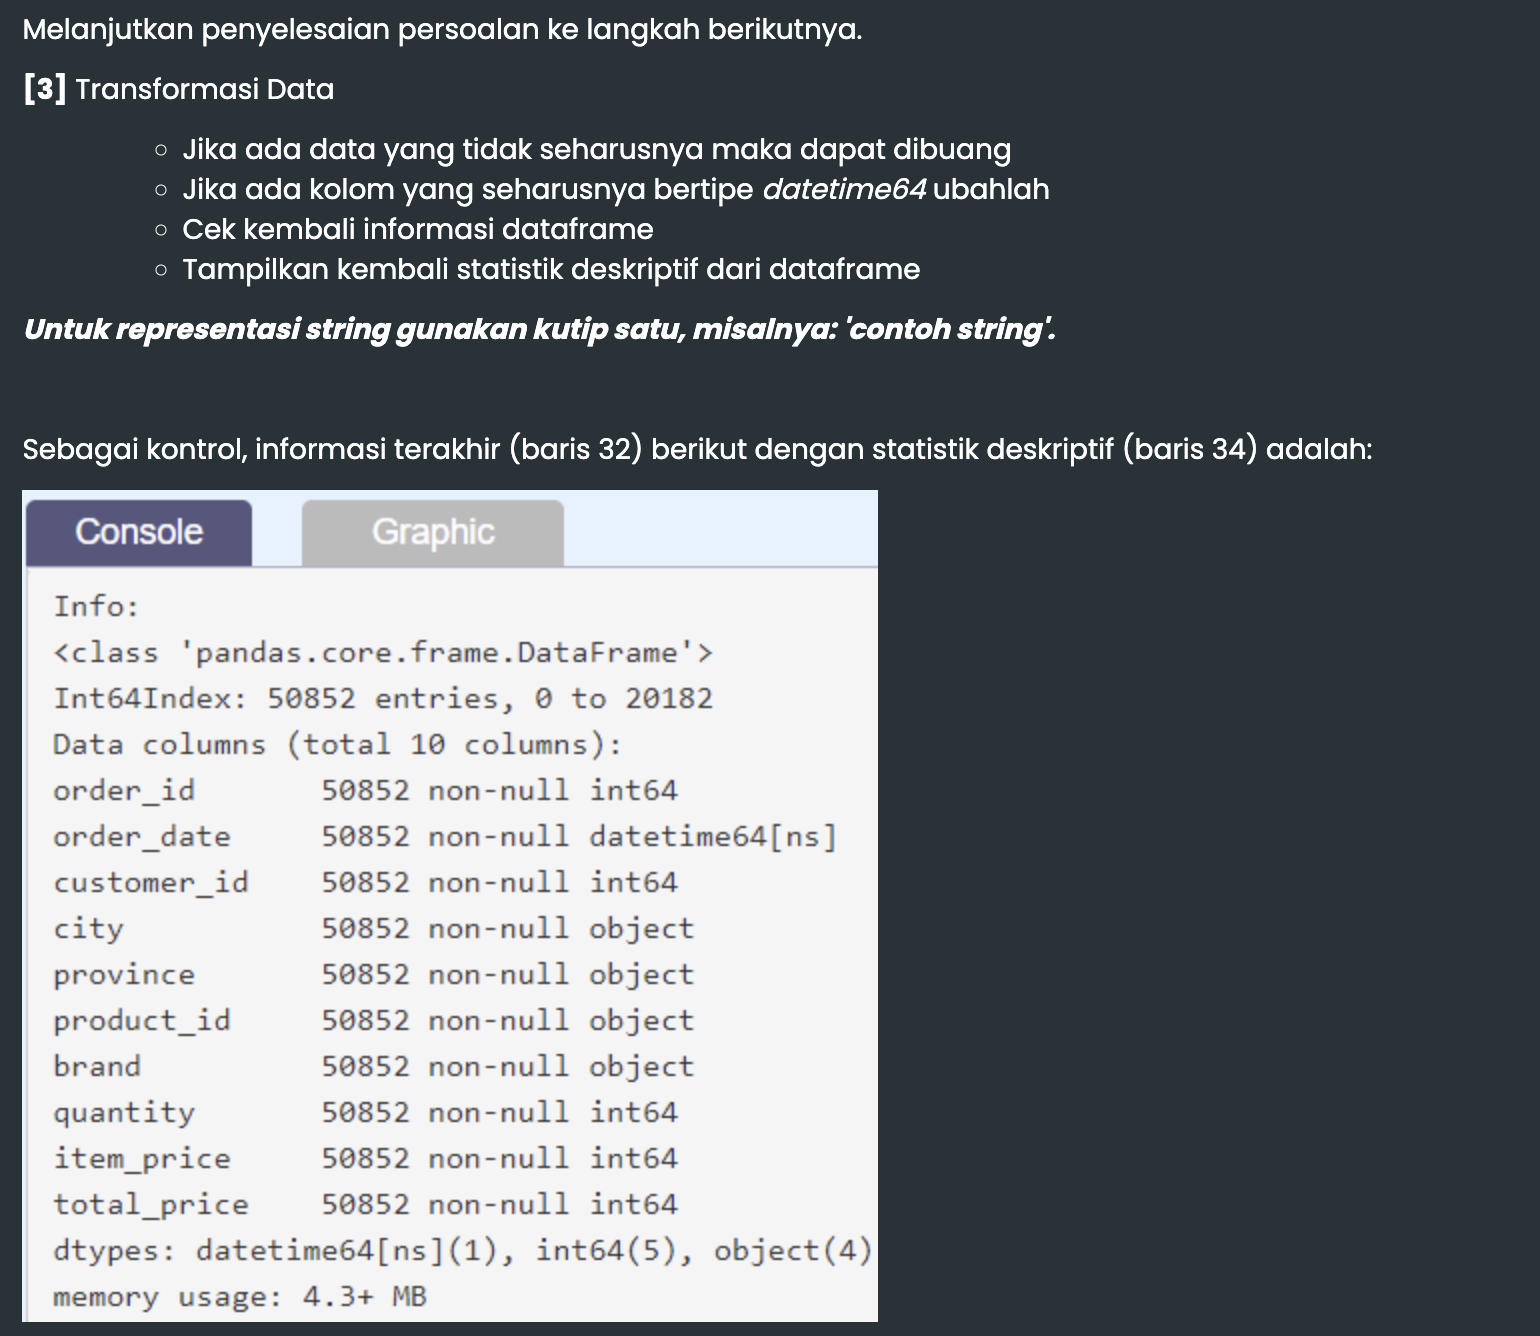 Melanjutkan penyelesaian persoalan ke langkah berikutnya.
[3] Transformasi Data
Jika ada data yang tidak seharusnya maka dapat dibuang
Jika ada kolom yang seharusnya bertipe datetime64 ubahlah
Cek kembali informasi dataframe
Tampilkan kembali statistik deskriptif dari dataframe
Untuk representasi string gunakan kutip satu, misalnya: 'contoh string'.
Sebagai kontrol, informasi terakhir (baris 32) berikut dengan statistik deskriptif (baris 34) adalah:
Console Graphic
Info:
<class 'pandas.core.frame.DataFrame'>
Int64Index: 50852 entries, 0 to 20182
Data columns (total 10 columns):
order_id 50852 non-null int64
order_date 50852 non-null datetime64[ns]
customer_id 50852 non-null int64
city 50852 non-null object
province 50852 non-null object
product_id 50852 non-null object
brand 50852 non-null object
quantity 50852 non-null int64
item_price 50852 non-null int64
total_price 50852 non-null int64
dtypes: datetime64[ns](1), int64(5), object(4)
memory usage: 4.3+ MB